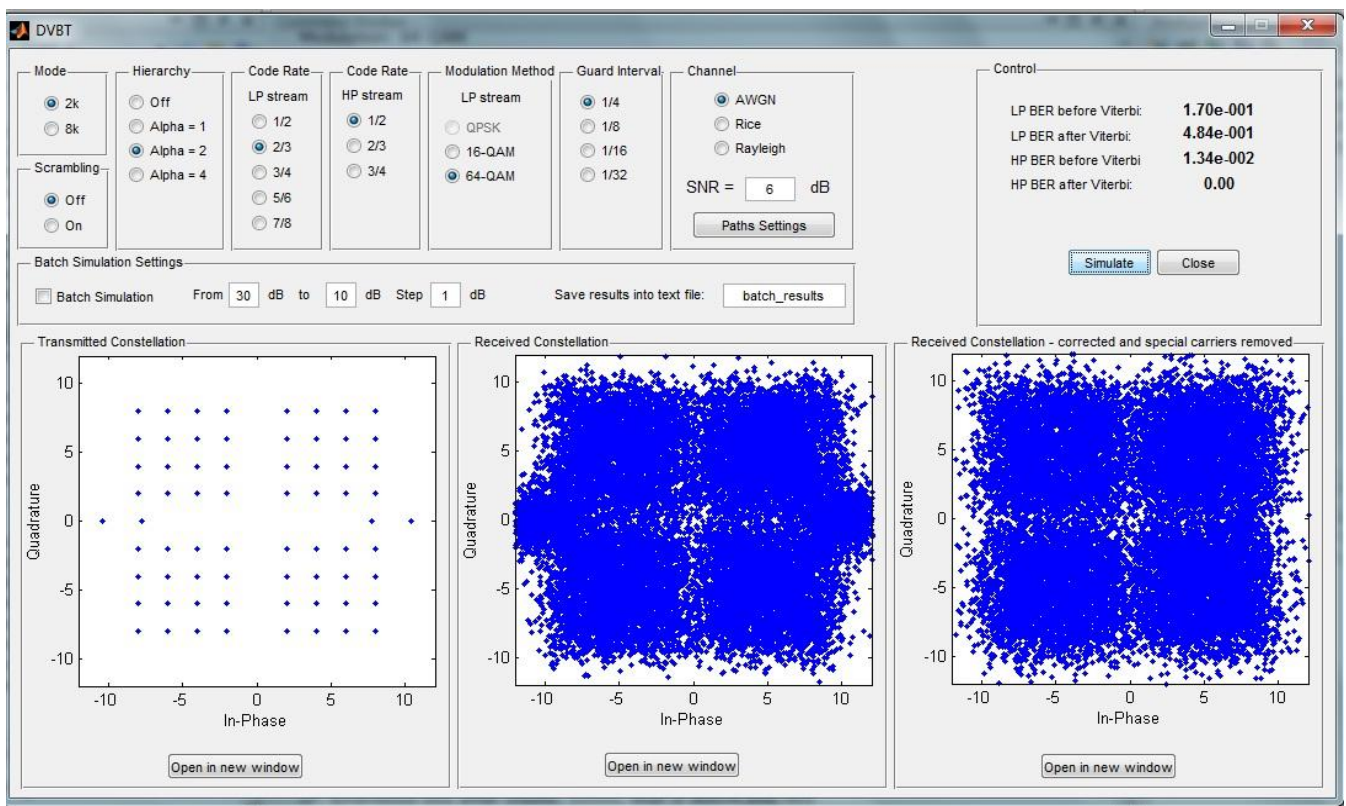 DVBT
Mode
2k
8k
Scrambling
Off
On
Hierarchy
Off
Alpha = 1
Alpha = 2
Alpha = 4
Code Rate
LP stream
1/2
2/3
3/4
5/6
7/8
Code Rate
HP stream
1/2
2/3
3/4
Modulation Method
LP stream
QPSK
16-QAM
64-QAM
Guard Interval
1/4
1/8
1/16
1/32
Channel
AWGN
Rice
Rayleigh
SNR = 6 dB
Paths Settings
Control
LP BER before Viterbi: 1.70e-001
LP BER after Viterbi: 4.84e-001
HP BER before Viterbi 1.34e-002
HP BER after Viterbi: 0.00
Simulate Close
Batch Simulation Settings
Batch Simulation From 30 dB to 10 dB Step 1 dB Save results into text file: batch_results
Transmitted Constellation
10
5
0
-5
-10
Quadrature
-10 -5 0 5 10
In-Phase
Open in new window
Received Constellation
10
5
0
-5
-10
Quadrature
-10 -5 0 5 10
In-Phase
Open in new window
Received Constellation - corrected and special carriers removed
10
5
0
-5
-10
Quadrature
-10 -5 0 5 10
In-Phase
Open in new window